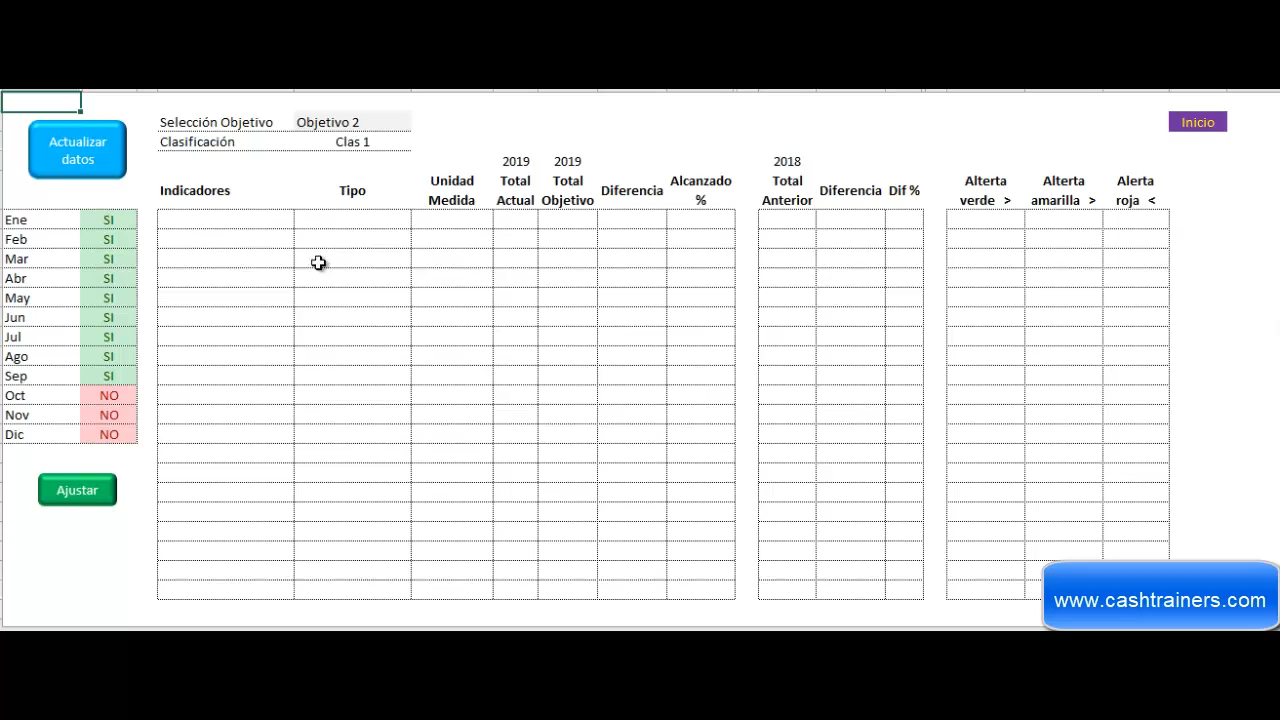 Actualizar
datos
Selección Objetivo Objetivo 2
Clasificación Clas 1
Inicio
2019 2019 2018
Indicadores Tipo Unidad Medida Total Actual Total Objetivo Diferencia Alcanzado % Total Anterior Diferencia Dif % Alterta verde > Alterta amarilla > Alerta roja <
Ene SI
Feb SI
Mar SI
Abr SI
May SI
Jun SI
Jul SI
Ago SI
Sep SI
Oct NO
Nov NO
Dic NO
Ajustar
www.cashtrainers.com